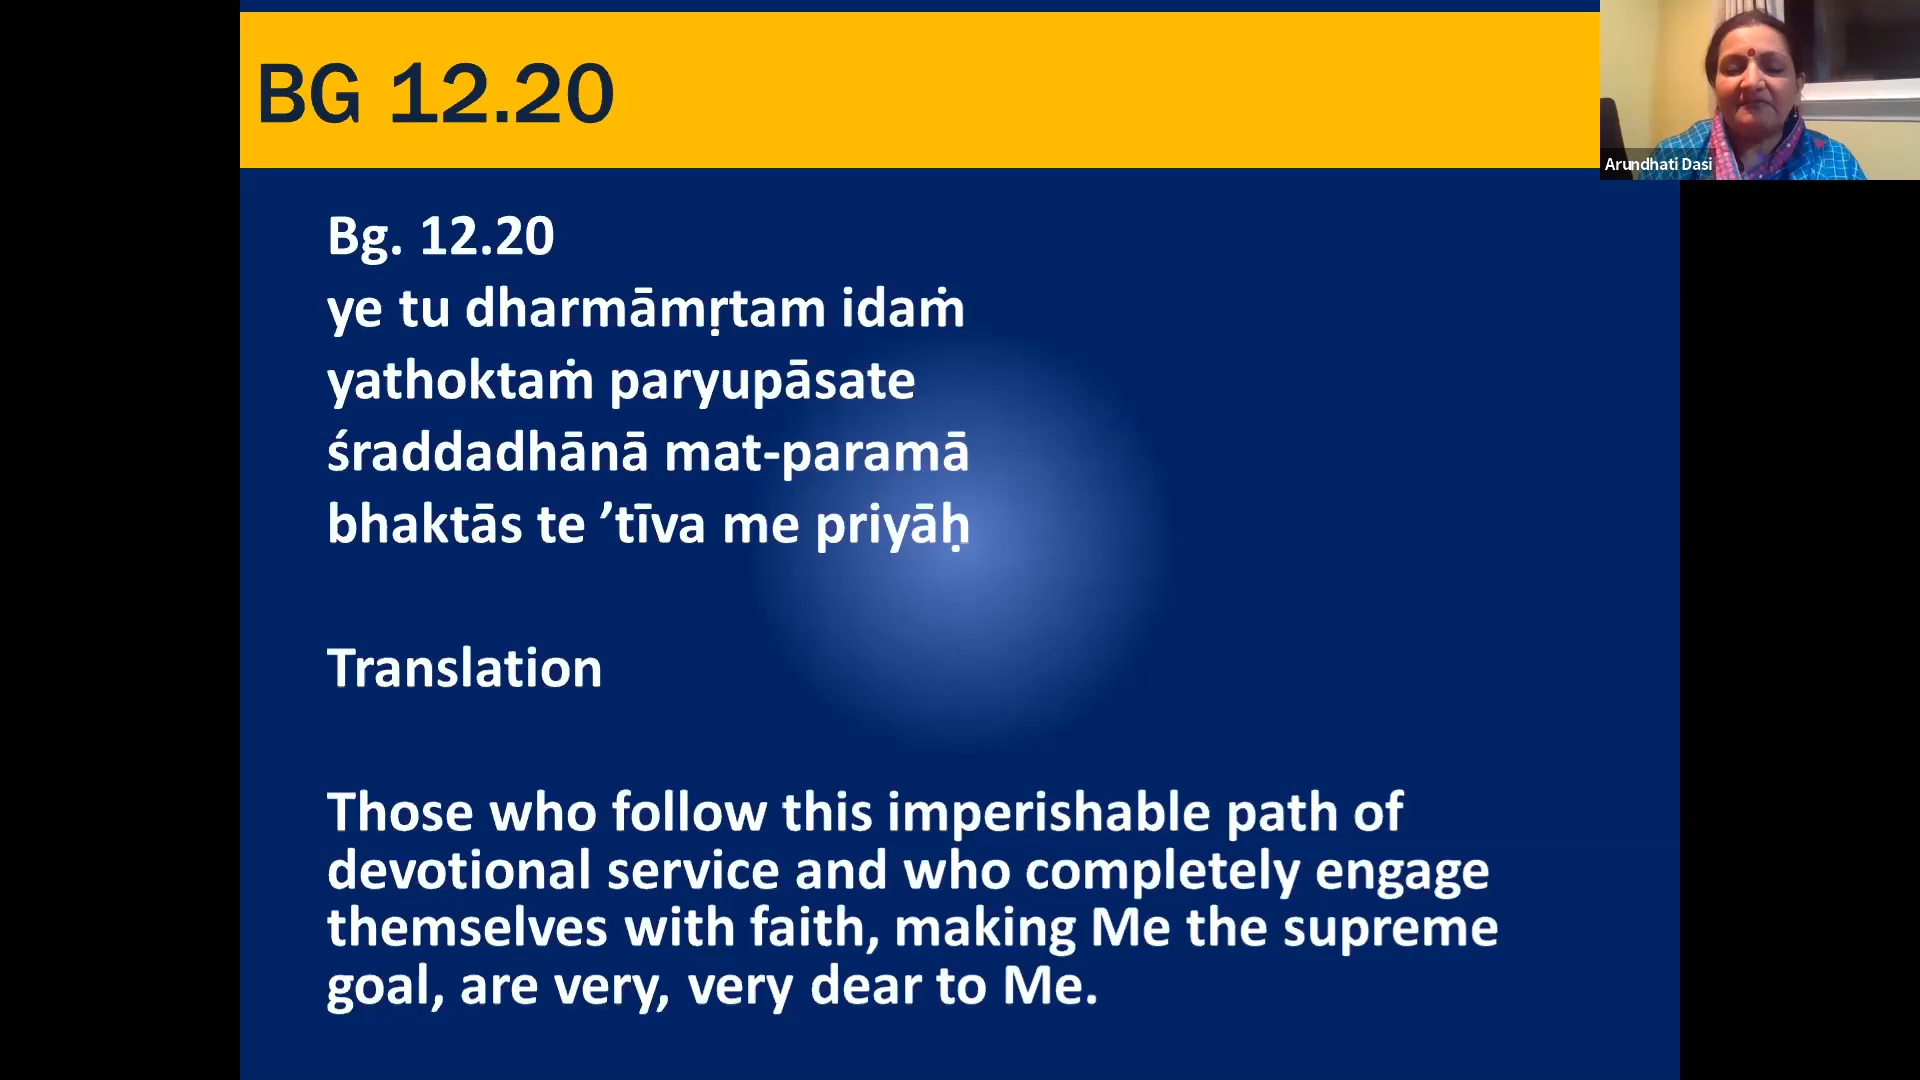 BG 12.20
Arundhati Dasi
Bg. 12.20
ye tu dharmāmṛtam idaṁ
yathoktaṁ paryupāsate
śraddadhānā mat-paramā
bhaktās te ’tīva me priyāḥ
Translation
Those who follow this imperishable path of
devotional service and who completely engage
themselves with faith, making Me the supreme
goal, are very, very dear to Me.